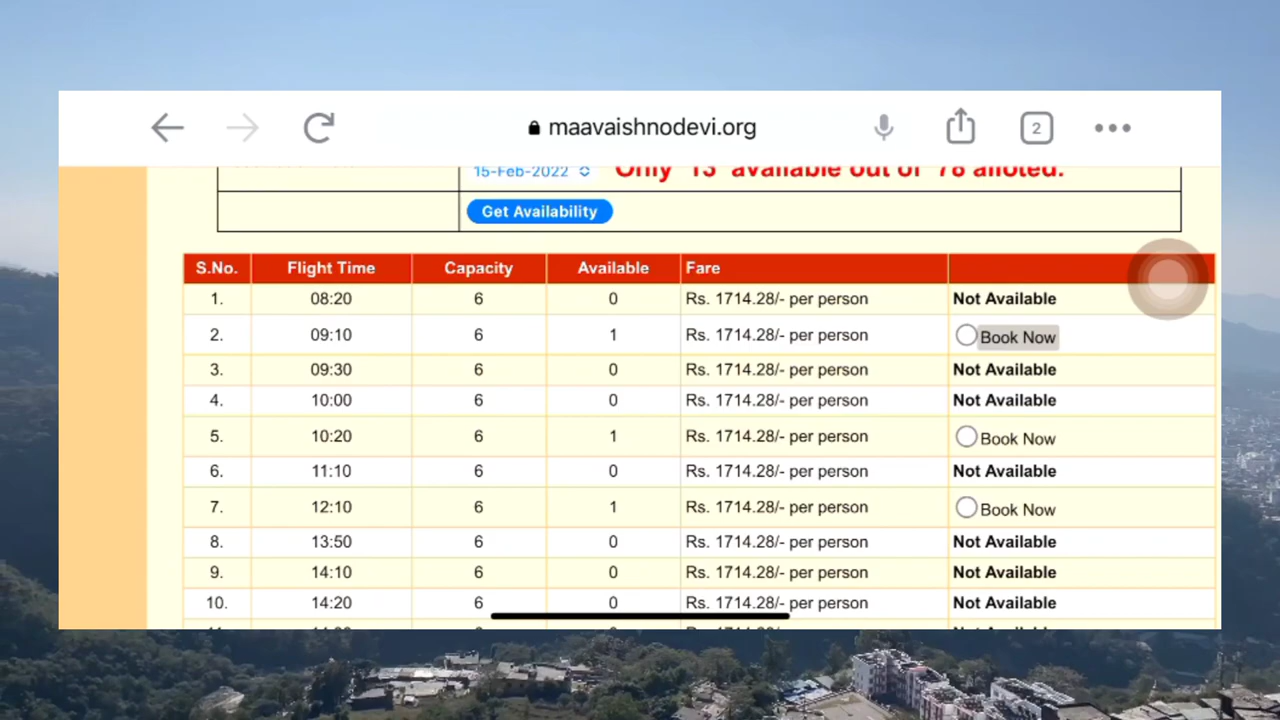 maavaishnodevi.org
2
15-Feb-2022 Only 13 available out of 78 alloted.
Get Availability
S.No. Flight Time Capacity Available Fare
1. 08:20 6 0 Rs. 1714.28/- per person Not Available
2. 09:10 6 1 Rs. 1714.28/- per person Book Now
3. 09:30 6 0 Rs. 1714.28/- per person Not Available
4. 10:00 6 0 Rs. 1714.28/- per person Not Available
5. 10:20 6 1 Rs. 1714.28/- per person Book Now
6. 11:10 6 0 Rs. 1714.28/- per person Not Available
7. 12:10 6 1 Rs. 1714.28/- per person Book Now
8. 13:50 6 0 Rs. 1714.28/- per person Not Available
9. 14:10 6 0 Rs. 1714.28/- per person Not Available
10. 14:20 6 0 Rs. 1714.28/- per person Not Available